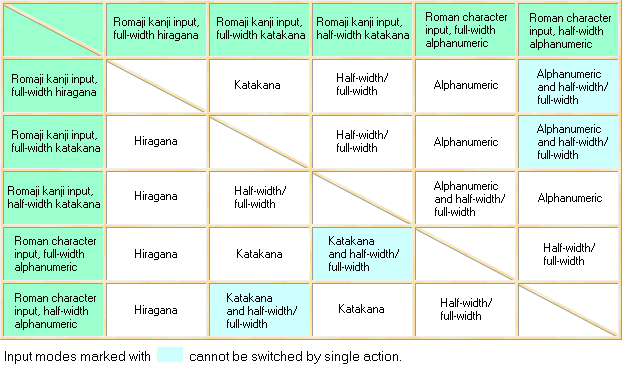 Romaji kanji input,
full-width hiragana
Romaji kanji input,
full-width katakana
Romaji kanji input,
half-width katakana
Roman character
input, full-width
alphanumeric
Roman character
input, half-width
alphanumeric
Romaji kanji input,
full-width hiragana
Katakana
Half-width/
full-width
Alphanumeric
Alphanumeric
and half-width/
full-width
Romaji kanji input,
full-width katakana
Hiragana
Half-width/
full-width
Alphanumeric
Alphanumeric
and half-width/
full-width
Romaji kanji input,
half-width katakana
Hiragana
Half-width/
full-width
Alphanumeric
and half-width/
full-width
Alphanumeric
Roman character
input, full-width
alphanumeric
Hiragana
Katakana
Katakana
and half-width/
full-width
Half-width/
full-width
Roman character
input, half-width
alphanumeric
Hiragana
Katakana
and half-width/
full-width
Katakana
Half-width/
full-width
Input modes marked with cannot be switched by single action.